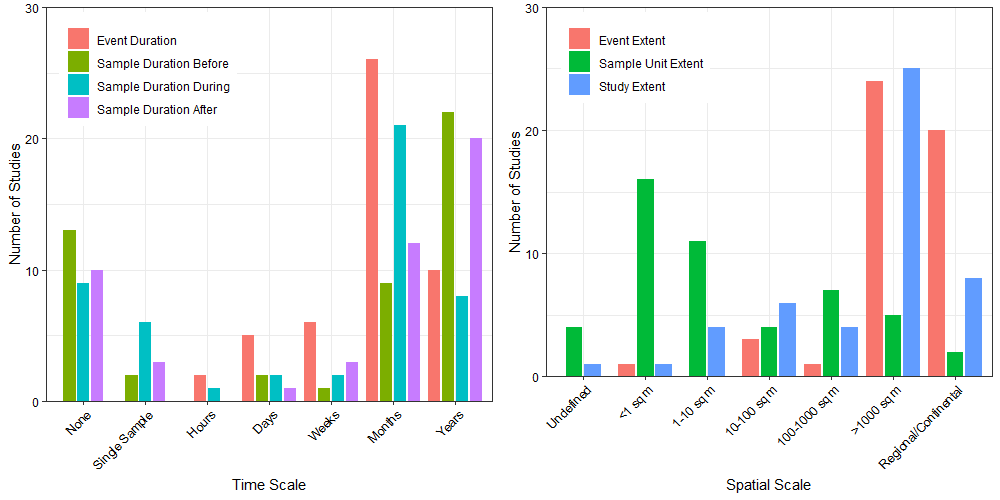 30
20
10
0
Number of Studies
Event Duration
Sample Duration Before
Sample Duration During
Sample Duration After
None
Single Sample
Hours
Days
Weeks
Months
Years
Time Scale
30
20
10
0
Number of Studies
Event Extent
Sample Unit Extent
Study Extent
Undefined
<1 sq m
1-10 sq m
10-100 sq m
100-1000 sq m
>1000 sq m
Regional/Continental
Spatial Scale